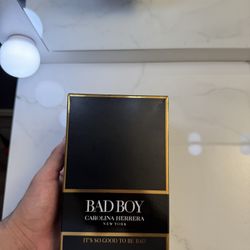 BAD BOY
CAROLINA HERRERA
NEW YORK
IT'S SO GOOD TO BE BAD